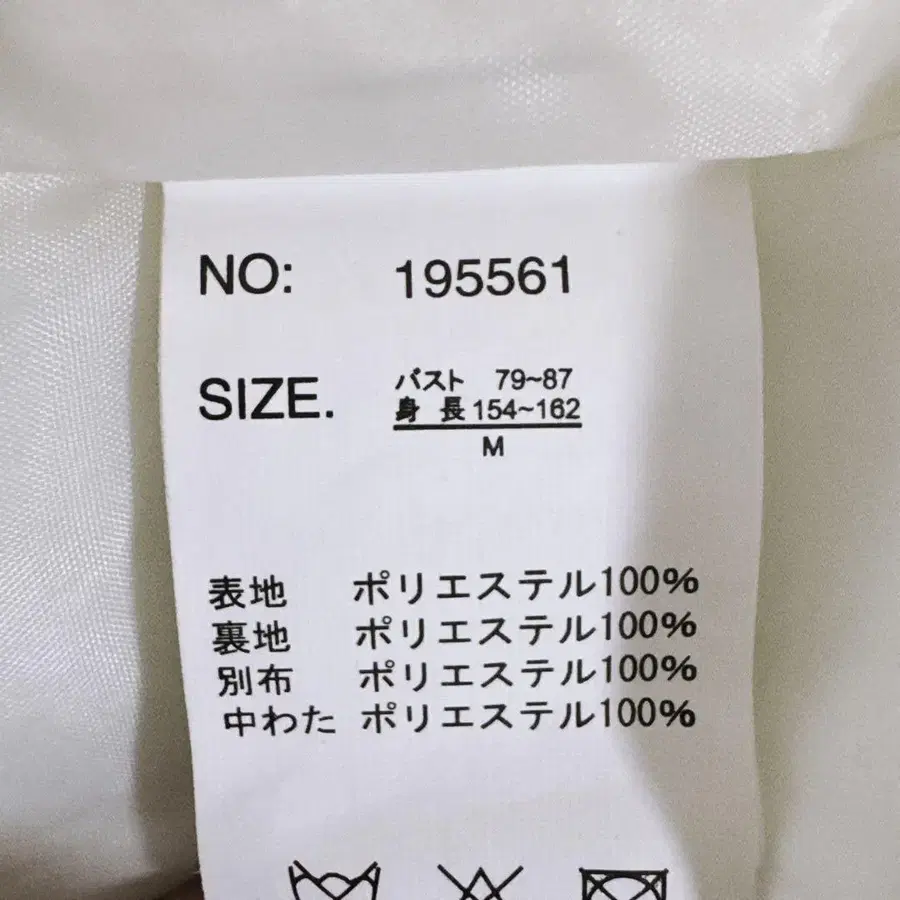 NO: 195561
SIZE. バスト 79~87
身長 154~162
M
表地 ポリエステル100%
裏地 ポリエステル100%
別布 ポリエステル100%
中わた ポリエステル100%